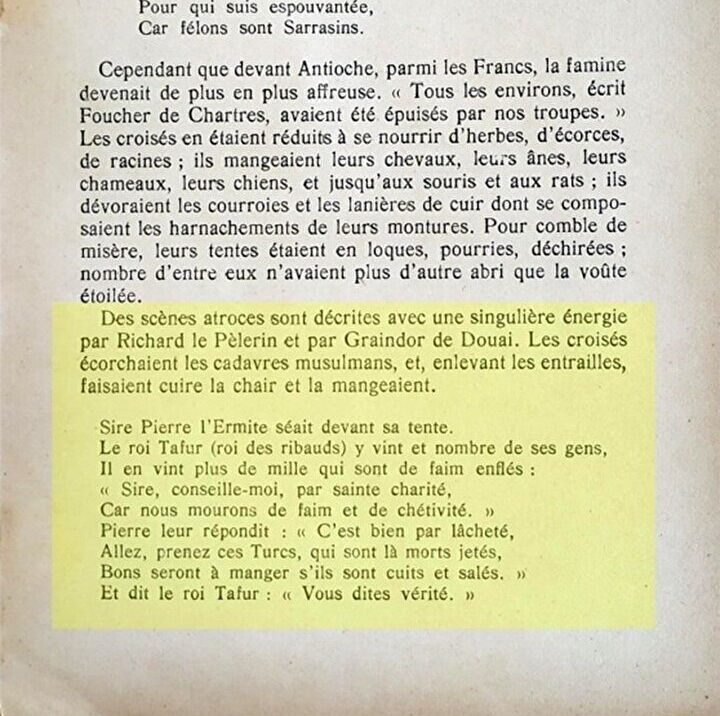 Pour qui suis espouvantée,
Car félons sont Sarrasins.
Cependant que devant Antioche, parmi les Francs, la famine
devenait de plus en plus affreuse. « Tous les environs, écrit
Foucher de Chartres, avaient été épuisés par nos troupes. »
Les croisés en étaient réduits à se nourrir d'herbes, d'écorces,
de racines ; ils mangeaient leurs chevaux, leurs ânes, leurs
chameaux, leurs chiens, et jusqu'aux souris et aux rats ; ils
dévoraient les courroies et les lanières de cuir dont se compo-
saient les harnachements de leurs montures. Pour comble de
misère, leurs tentes étaient en loques, pourries, déchirées ;
nombre d'entre eux n'avaient plus d'autre abri que la voûte
étoilée.
Des scènes atroces sont décrites avec une singulière énergie
par Richard le Pèlerin et par Graindor de Douai. Les croisés
écorchaient les cadavres musulmans, et, enlevant les entrailles,
faisaient cuire la chair et la mangeaient.
Sire Pierre l'Ermite séait devant sa tente.
Le roi Tafur (roi des ribauds) y vint et nombre de ses gens,
Il en vint plus de mille qui sont de faim enflés :
« Sire, conseille-moi, par sainte charité,
Car nous mourons de faim et de chétivité. »
Pierre leur répondit : « C'est bien par lâcheté,
Allez, prenez ces Turcs, qui sont là morts jetés,
Bons seront à manger s'ils sont cuits et salés. »
Et dit le roi Tafur : « Vous dites vérité. »